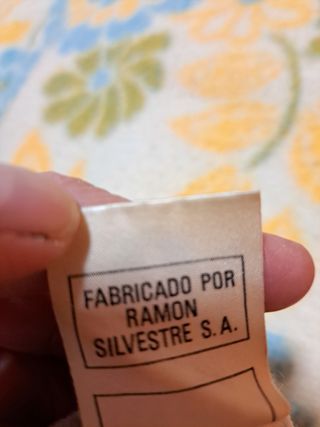 FABRICADO POR
RAMON
SILVESTRE S.A.